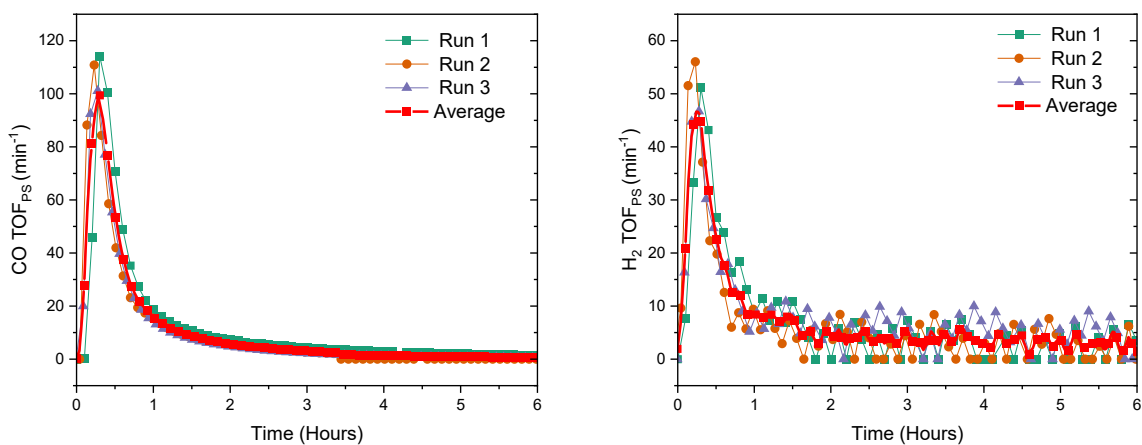 120
100
80
60
40
20
0
CO TOF_PS (min⁻¹)
Run 1
Run 2
Run 3
Average
0 1 2 3 4 5 6
Time (Hours)
60
50
40
30
20
10
0
H₂ TOF_PS (min⁻¹)
Run 1
Run 2
Run 3
Average
0 1 2 3 4 5 6
Time (Hours)